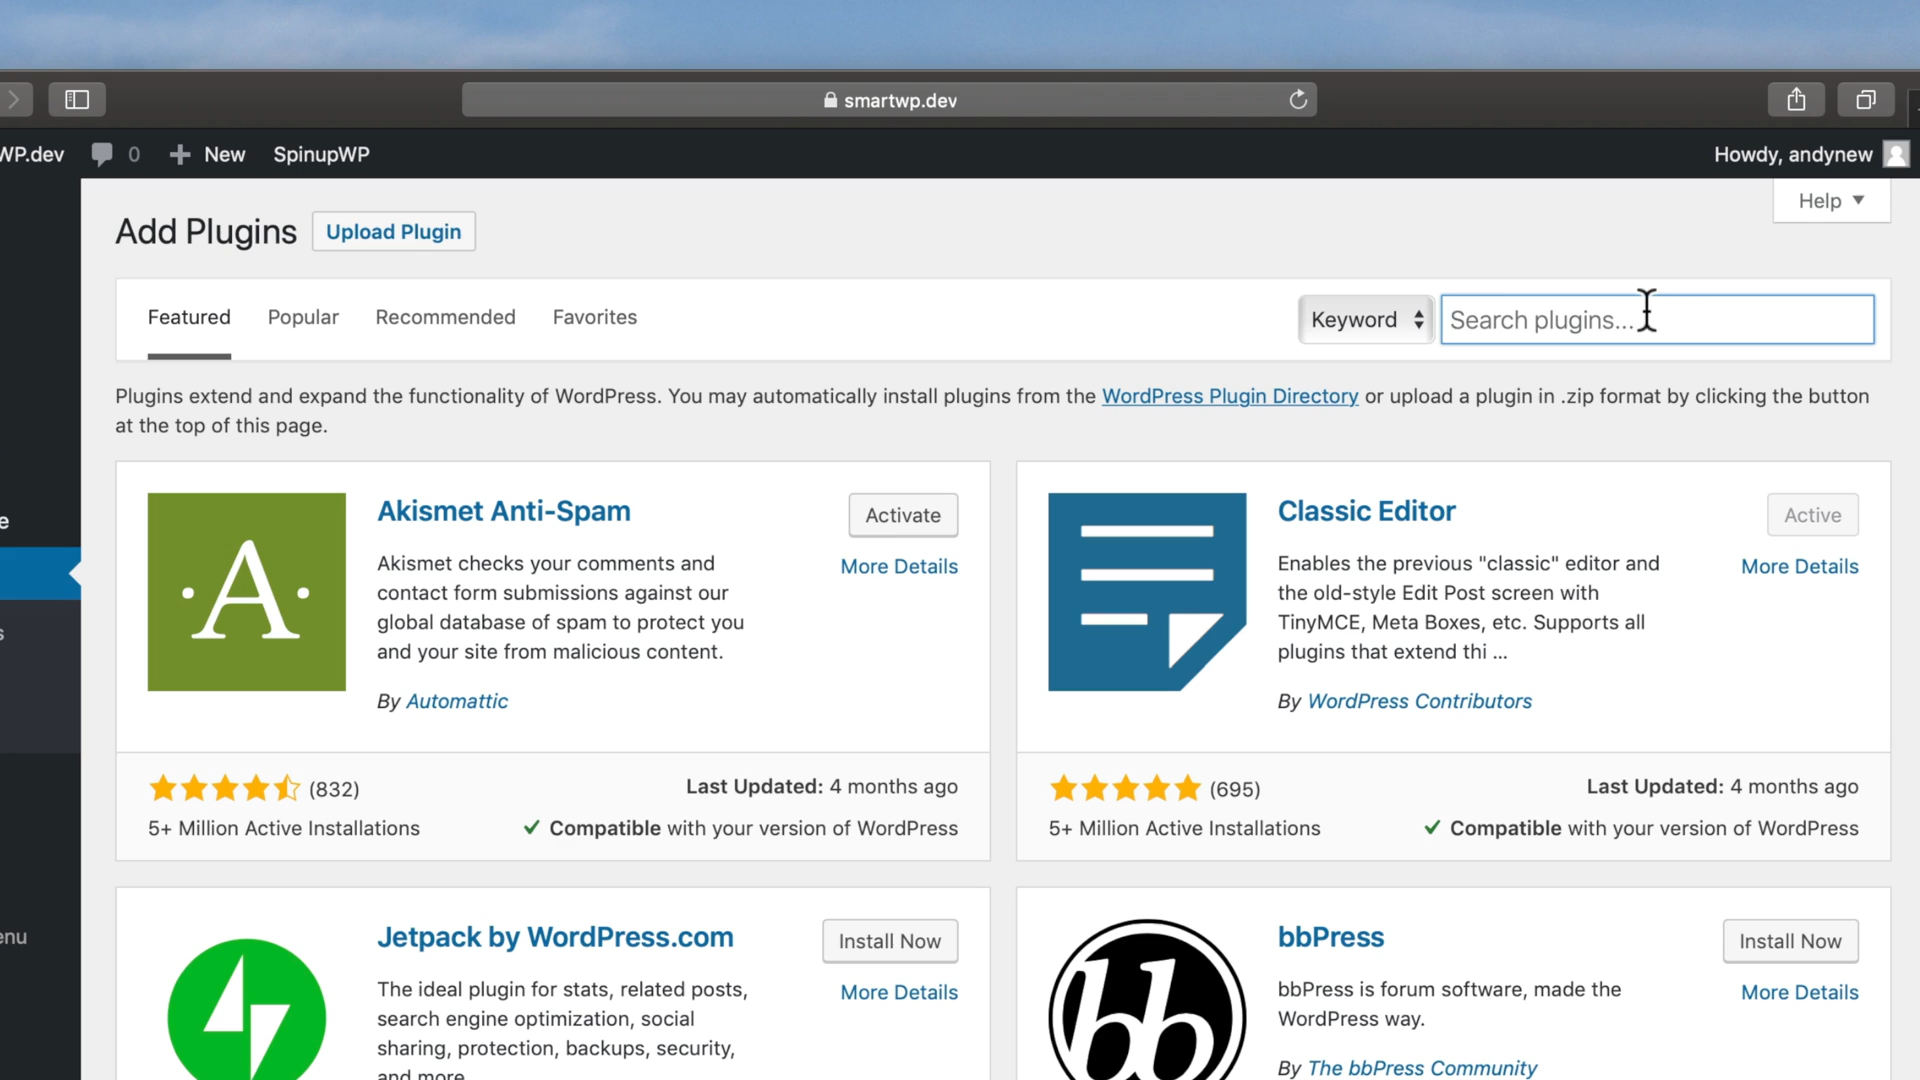 smartwp.dev
WP.dev 0 New SpinupWP Howdy, andynew
Help
Add Plugins Upload Plugin
Featured Popular Recommended Favorites Keyword Search plugins...
Plugins extend and expand the functionality of WordPress. You may automatically install plugins from the WordPress Plugin Directory or upload a plugin in .zip format by clicking the button
at the top of this page.
A
Akismet Anti-Spam
Activate
More Details
Akismet checks your comments and
contact form submissions against our
global database of spam to protect you
and your site from malicious content.
By Automattic
(832)
Last Updated: 4 months ago
5+ Million Active Installations
Compatible with your version of WordPress
Classic Editor
Active
More Details
Enables the previous "classic" editor and
the old-style Edit Post screen with
TinyMCE, Meta Boxes, etc. Supports all
plugins that extend thi ...
By WordPress Contributors
(695)
Last Updated: 4 months ago
5+ Million Active Installations
Compatible with your version of WordPress
e
s
enu
Jetpack by WordPress.com
Install Now
More Details
The ideal plugin for stats, related posts,
search engine optimization, social
sharing, protection, backups, security,
and more
bb
bbPress
Install Now
More Details
bbPress is forum software, made the
WordPress way.
By The bbPress Community